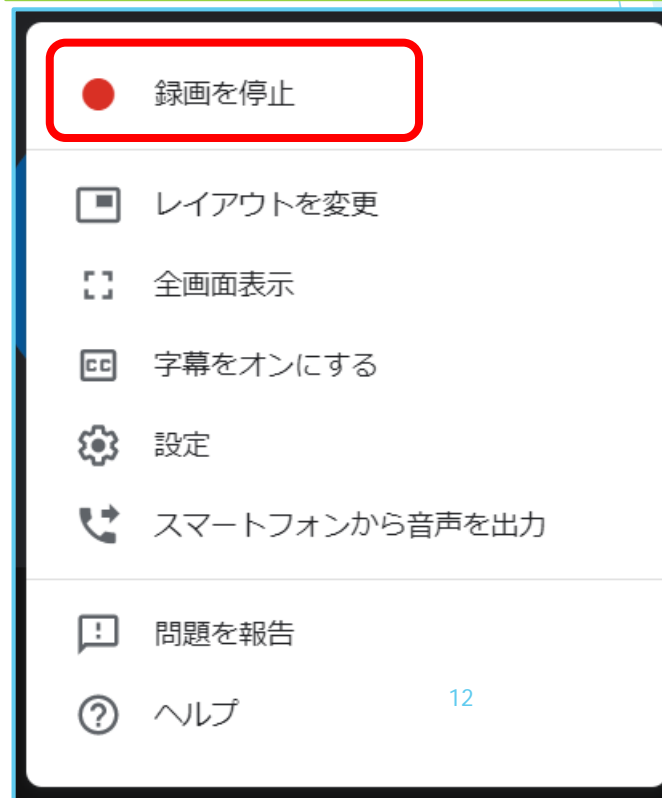 録画を停止
レイアウトを変更
全画面表示
CC 字幕をオンにする
設定
スマートフォンから音声を出力
問題を報告
ヘルプ
12